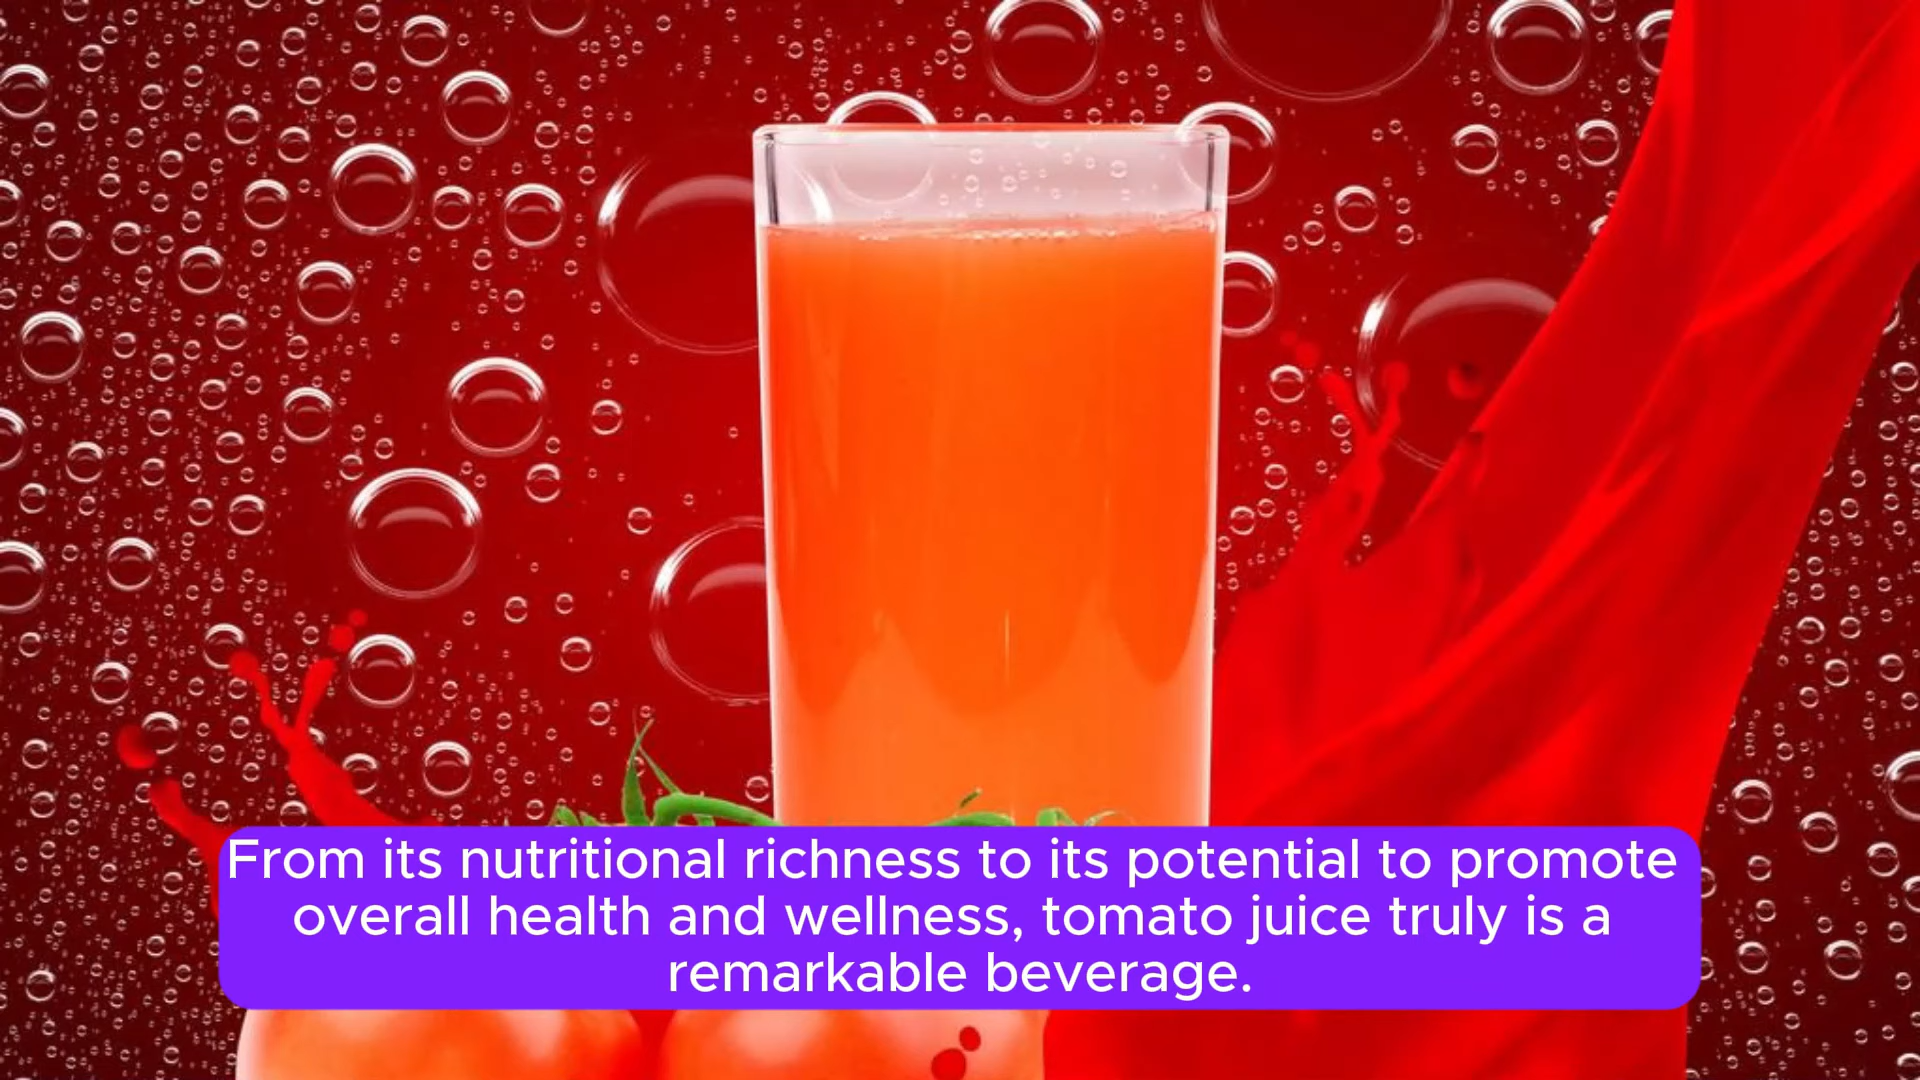 From its nutritional richness to its potential to promote
overall health and wellness, tomato juice truly is a
remarkable beverage.